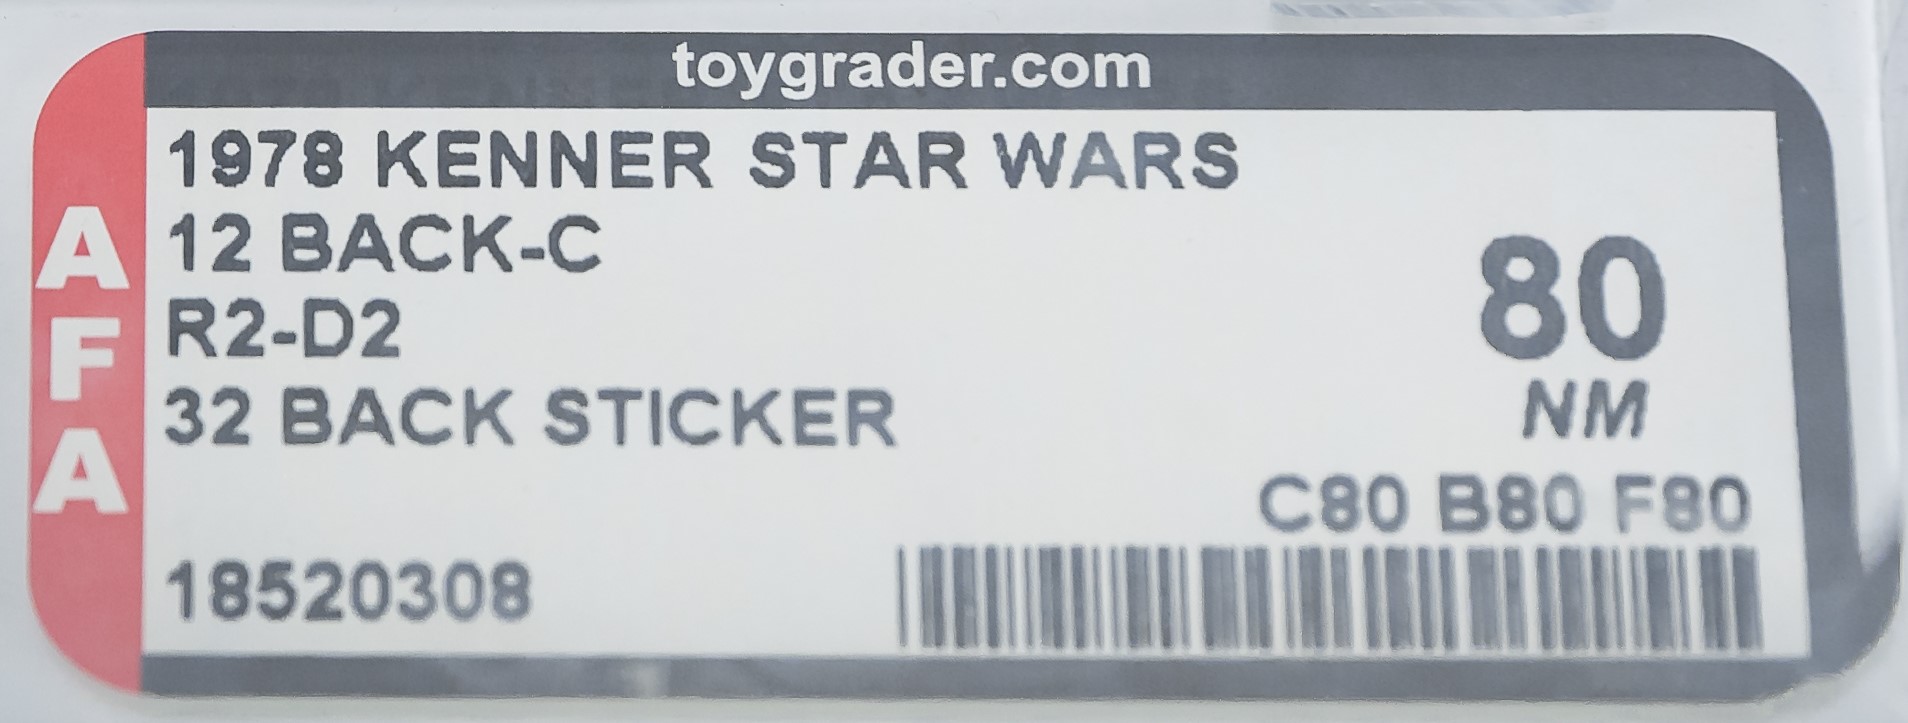 toygrader.com
AFA
1978 KENNER STAR WARS
12 BACK-C
R2-D2
32 BACK STICKER
80
NM
C80 B80 F80
18520308